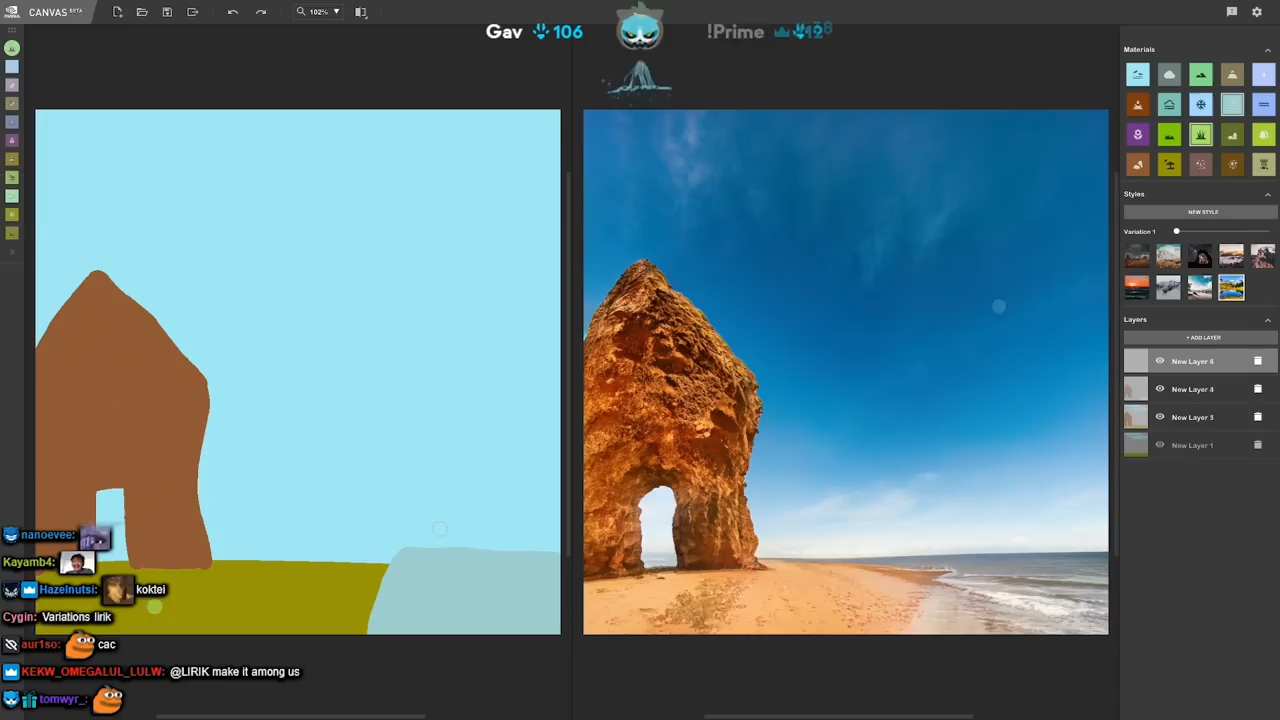 NVIDIA
CANVAS BETA
102%
Gav 106
!Prime
Materials
Styles
NEW STYLE
Variation 1
Layers
+ ADD LAYER
New Layer 6
New Layer 4
New Layer 3
New Layer 1
nanoevee:
Kayamb4:
Hazelnutsi: koktei
Cygin: Variations lirik
aur1so: cac
KEKW_OMEGALUL_LULW: @LIRIK make it among us
tomwyr_: